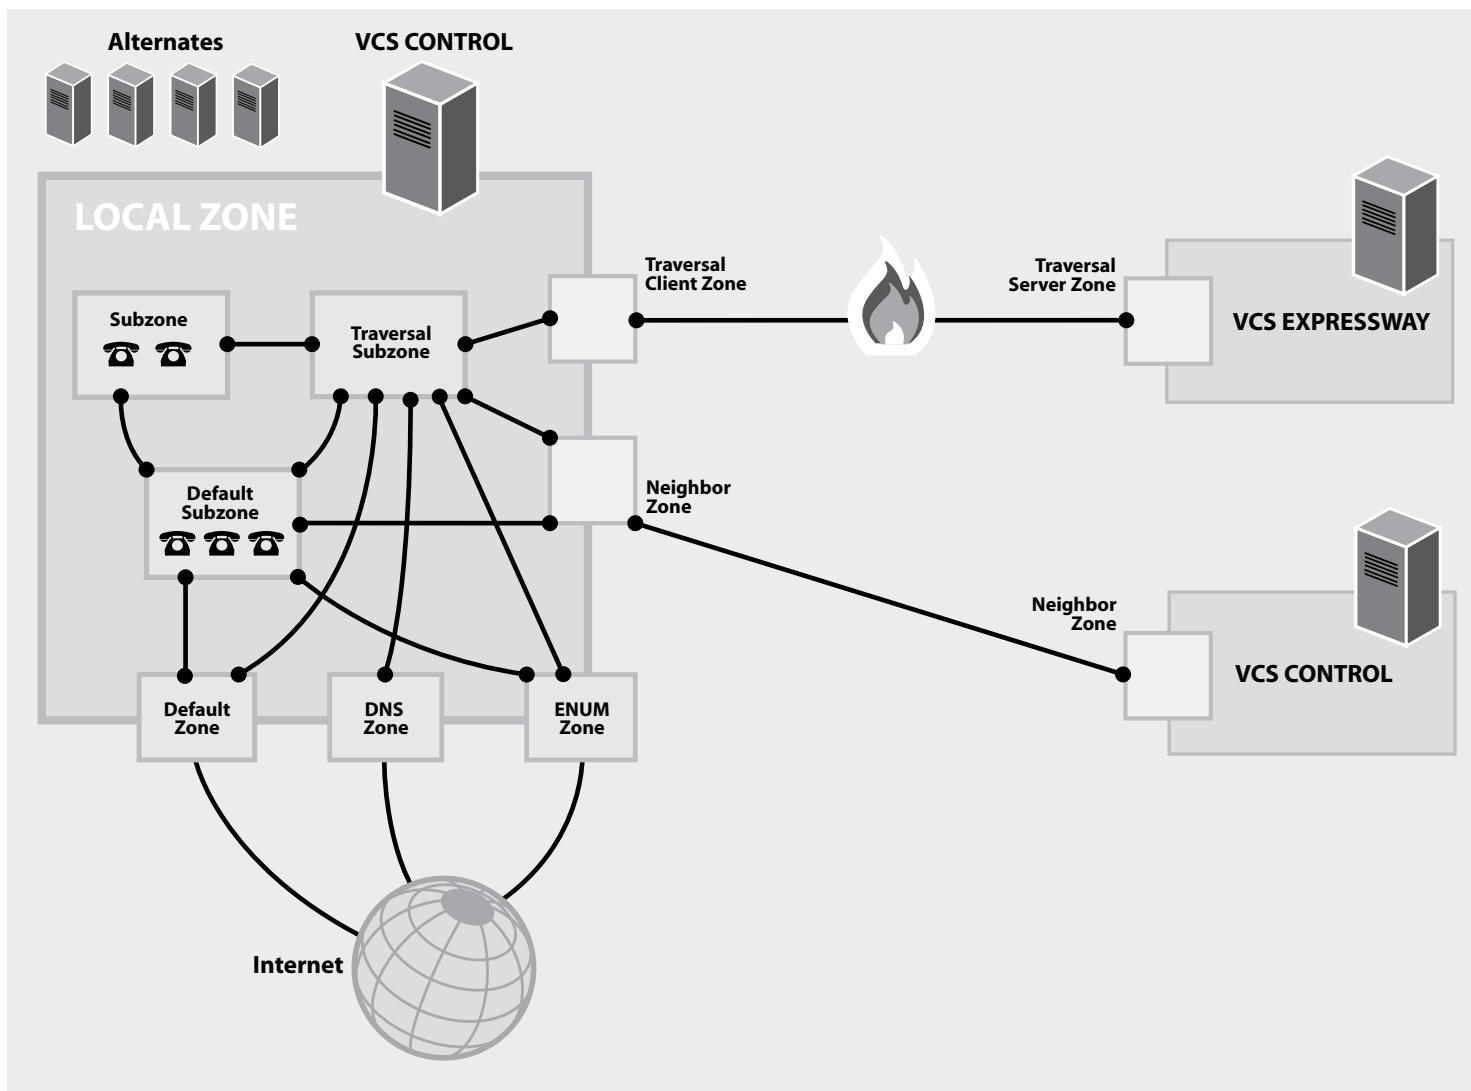 Alternates
VCS CONTROL
LOCAL ZONE
Subzone
Traversal
Subzone
Traversal
Client Zone
Traversal
Server Zone
VCS EXPRESSWAY
Default
Subzone
Neighbor
Zone
Neighbor
Zone
VCS CONTROL
Default
Zone
DNS
Zone
ENUM
Zone
Internet